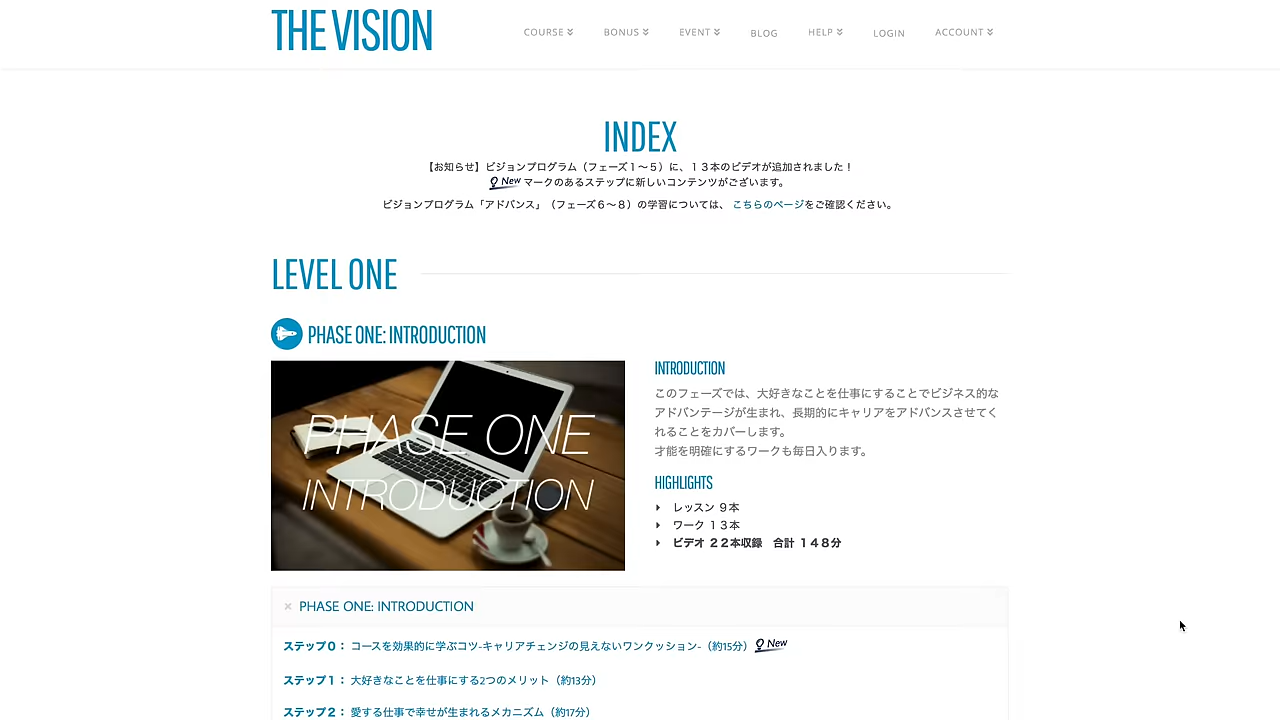 THE VISION
COURSE BONUS EVENT BLOG HELP LOGIN ACCOUNT
INDEX
【お知らせ】ビジョンプログラム（フェーズ１〜５）に、１３本のビデオが追加されました！
New マークのあるステップに新しいコンテンツがございます。
ビジョンプログラム「アドバンス」（フェーズ６〜８）の学習については、 こちらのページをご確認ください。
LEVEL ONE
PHASE ONE: INTRODUCTION
PHASE ONE
INTRODUCTION
INTRODUCTION
このフェーズでは、大好きなことを仕事にすることでビジネス的な
アドバンテージが生まれ、長期的にキャリアをアドバンスさせてく
れることをカバーします。
才能を明確にするワークも毎日入ります。
HIGHLIGHTS
レッスン ９本
ワーク １３本
ビデオ ２２本収録　合計 １４８分
PHASE ONE: INTRODUCTION
ステップ０： コースを効果的に学ぶコツ-キャリアチェンジの見えないワンクッション-（約15分） New
ステップ１： 大好きなことを仕事にする2つのメリット（約13分）
ステップ２： 愛する仕事で幸せが生まれるメカニズム（約17分）